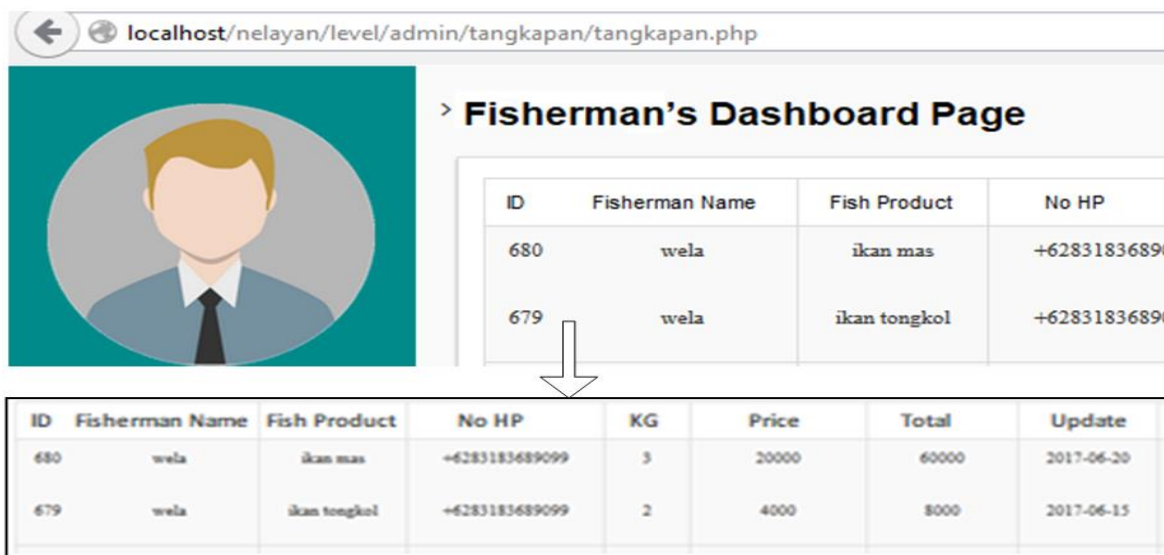 localhost/nelayan/level/admin/tangkapan/tangkapan.php
> Fisherman's Dashboard Page
ID Fisherman Name Fish Product No HP
680 wela ikan mas +6283183689
679 wela ikan tongkol +6283183689
ID Fisherman Name Fish Product No HP KG Price Total Update
680 wela ikan mas +6283183689099 3 20000 60000 2017-06-20
679 wela ikan tongkol +6283183689099 2 4000 8000 2017-06-15